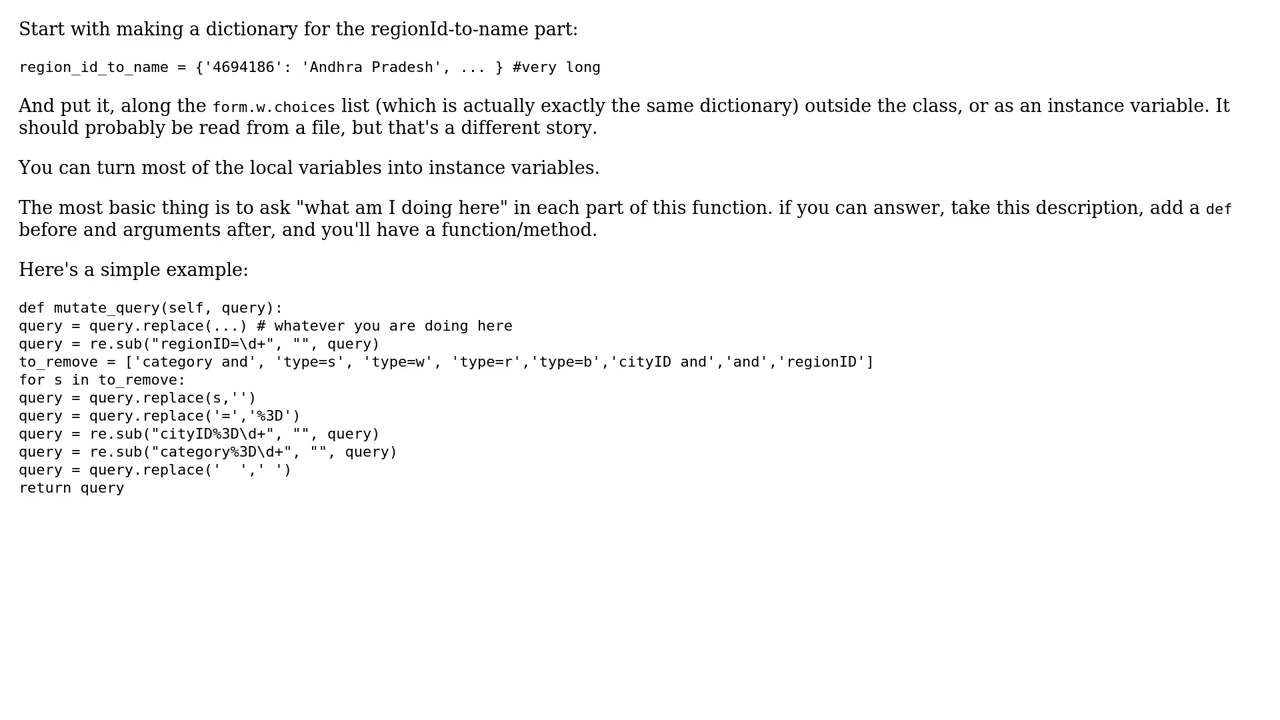 Start with making a dictionary for the regionId-to-name part:
region_id_to_name = {'4694186': 'Andhra Pradesh', ... } #very long
And put it, along the form.w.choices list (which is actually exactly the same dictionary) outside the class, or as an instance variable. It
should probably be read from a file, but that's a different story.
You can turn most of the local variables into instance variables.
The most basic thing is to ask "what am I doing here" in each part of this function. if you can answer, take this description, add a def
before and arguments after, and you'll have a function/method.
Here's a simple example:
def mutate_query(self, query):
query = query.replace(...) # whatever you are doing here
query = re.sub("regionID=\d+", "", query)
to_remove = ['category and', 'type=s', 'type=w', 'type=r','type=b','cityID and','and','regionID']
for s in to_remove:
query = query.replace(s,'')
query = query.replace('=','%3D')
query = re.sub("cityID%3D\d+", "", query)
query = re.sub("category%3D\d+", "", query)
query = query.replace('  ',' ')
return query